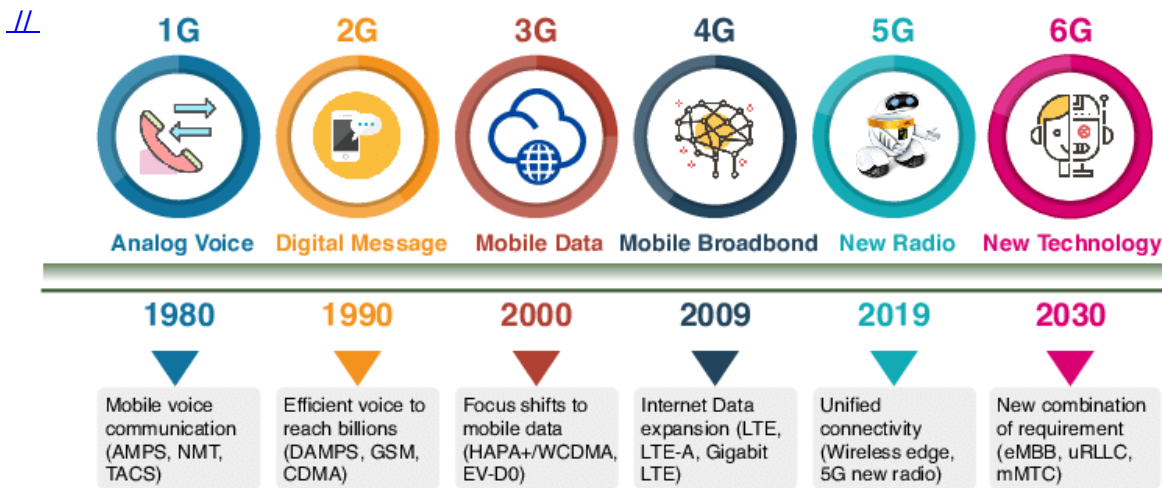 //
1G
2G
3G
4G
5G
6G
Analog Voice
Digital Message
Mobile Data
Mobile Broadbond
New Radio
New Technology
1980
1990
2000
2009
2019
2030
Mobile voice
communication
(AMPS, NMT,
TACS)
Efficient voice to
reach billions
(DAMPS, GSM,
CDMA)
Focus shifts to
mobile data
(HAPA+/WCDMA,
EV-D0)
Internet Data
expansion (LTE,
LTE-A, Gigabit
LTE)
Unified
connectivity
(Wireless edge,
5G new radio)
New combination
of requirement
(eMBB, uRLLC,
mMTC)